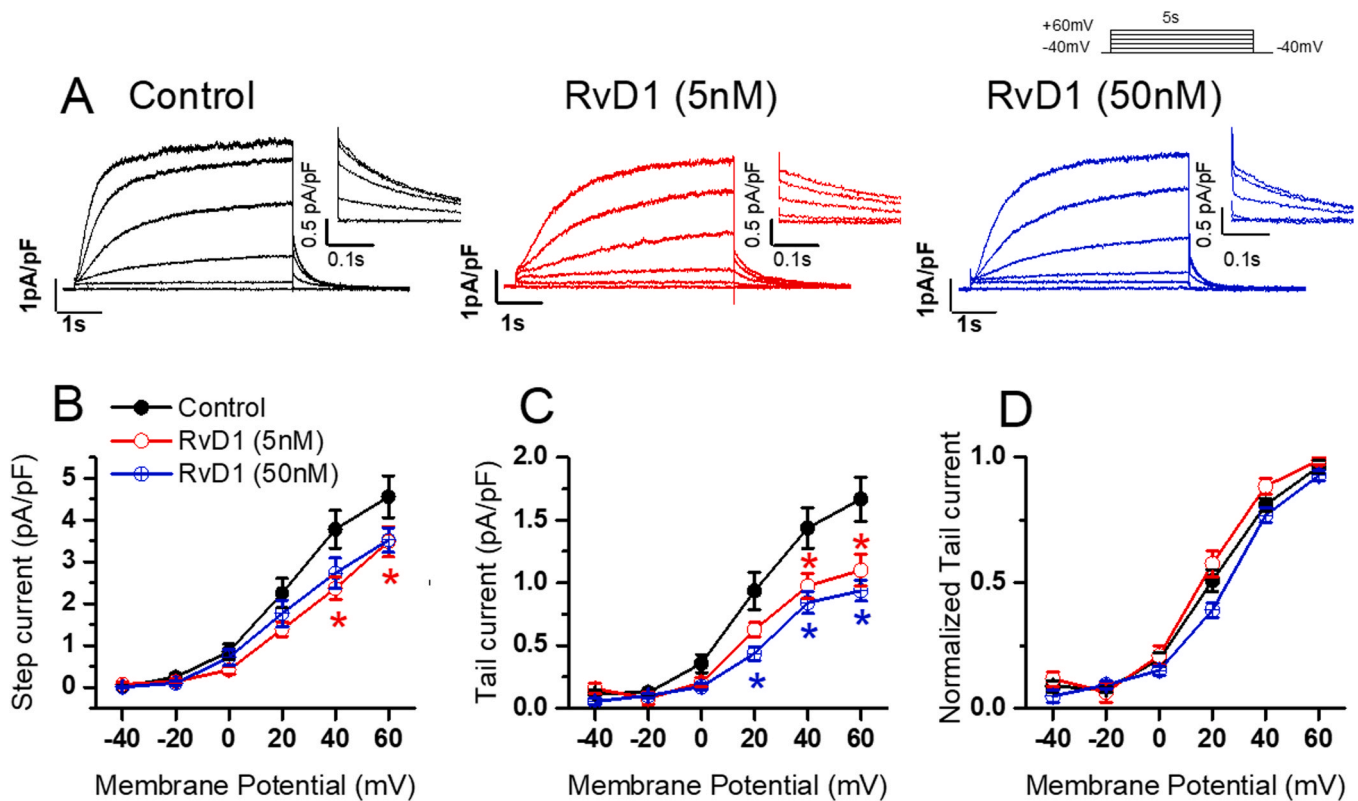 +60mV
5s
-40mV
-40mV
A
Control
RvD1 (5nM)
RvD1 (50nM)
0.5 pA/pF
0.1s
1pA/pF
1s
0.5 pA/pF
0.1s
1pA/pF
1s
0.5 pA/pF
0.1s
1pA/pF
1s
B
Control
RvD1 (5nM)
RvD1 (50nM)
Step current (pA/pF)
5
4
3
2
1
0
-40 -20 0 20 40 60
Membrane Potential (mV)
* *
C
Tail current (pA/pF)
2.0
1.5
1.0
0.5
0.0
-40 -20 0 20 40 60
Membrane Potential (mV)
* *
* * *
D
Normalized Tail current
1.0
0.5
0.0
-40 -20 0 20 40 60
Membrane Potential (mV)